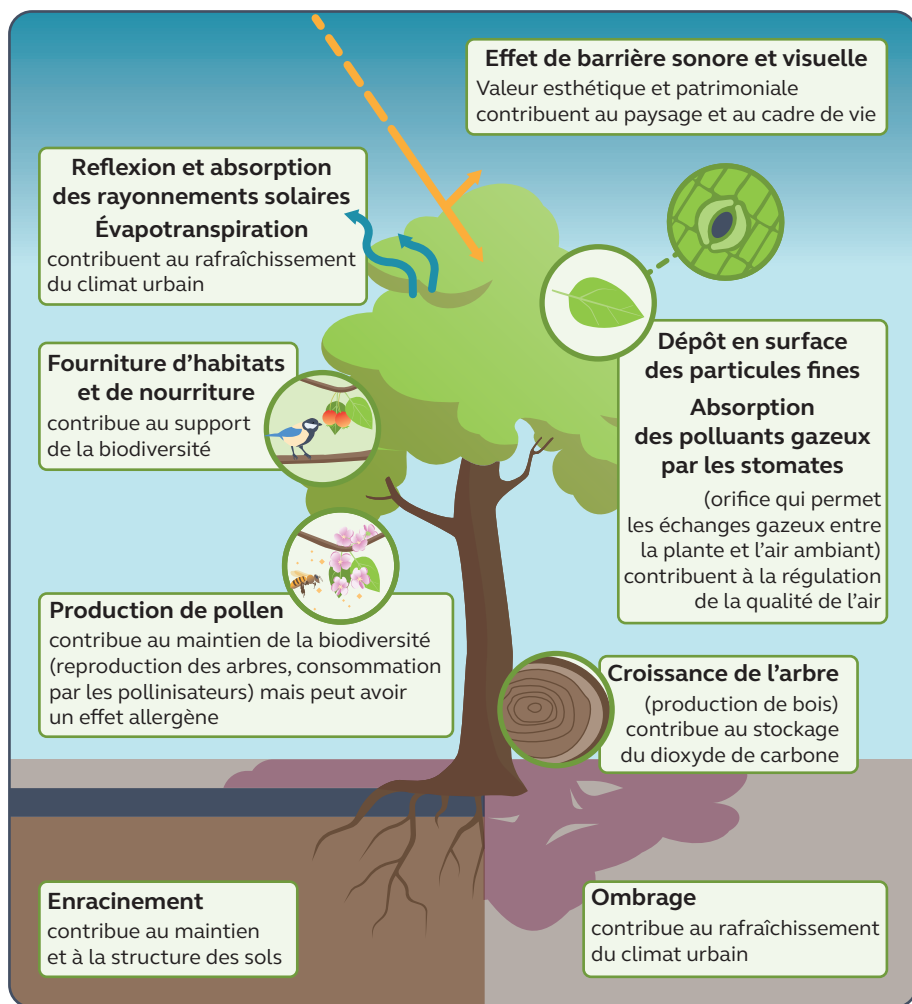 Effet de barrière sonore et visuelle
Valeur esthétique et patrimoniale
contribuent au paysage et au cadre de vie
Reflexion et absorption
des rayonnements solaires
Évapotranspiration
contribuent au rafraîchissement
du climat urbain
Fourniture d’habitats
et de nourriture
contribue au support
de la biodiversité
Dépôt en surface
des particules fines
Absorption
des polluants gazeux
par les stomates
(orifice qui permet
les échanges gazeux entre
la plante et l’air ambiant)
contribuent à la régulation
de la qualité de l’air
Production de pollen
contribue au maintien de la biodiversité
(reproduction des arbres, consommation
par les pollinisateurs) mais peut avoir
un effet allergène
Croissance de l’arbre
(production de bois)
contribue au stockage
du dioxyde de carbone
Enracinement
contribue au maintien
et à la structure des sols
Ombrage
contribue au rafraîchissement
du climat urbain